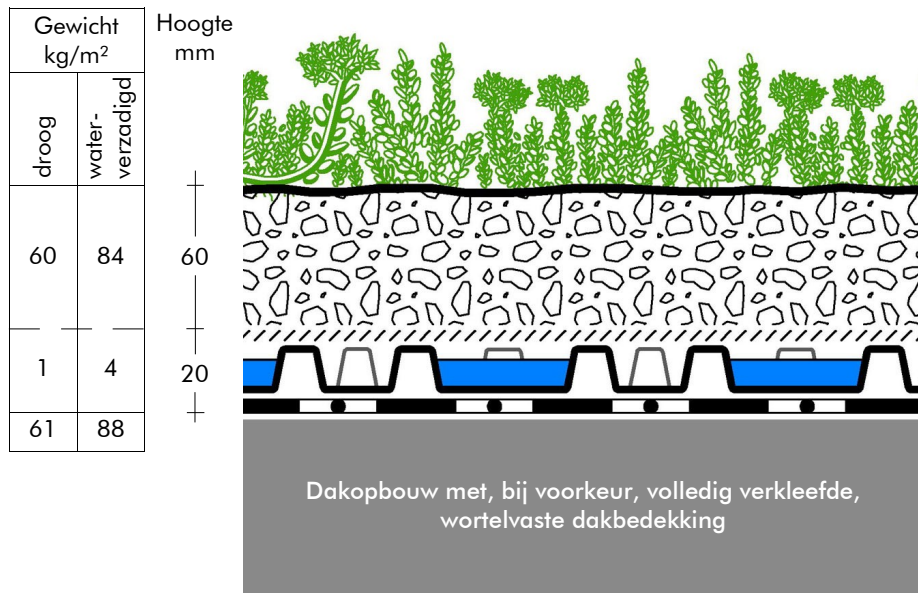 Gewicht
kg/m²
Hoogte
mm
droog
water-
verzadigd
60 84 60
1 4 20
61 88
Dakopbouw met, bij voorkeur, volledig verkleefde,
wortelvaste dakbedekking